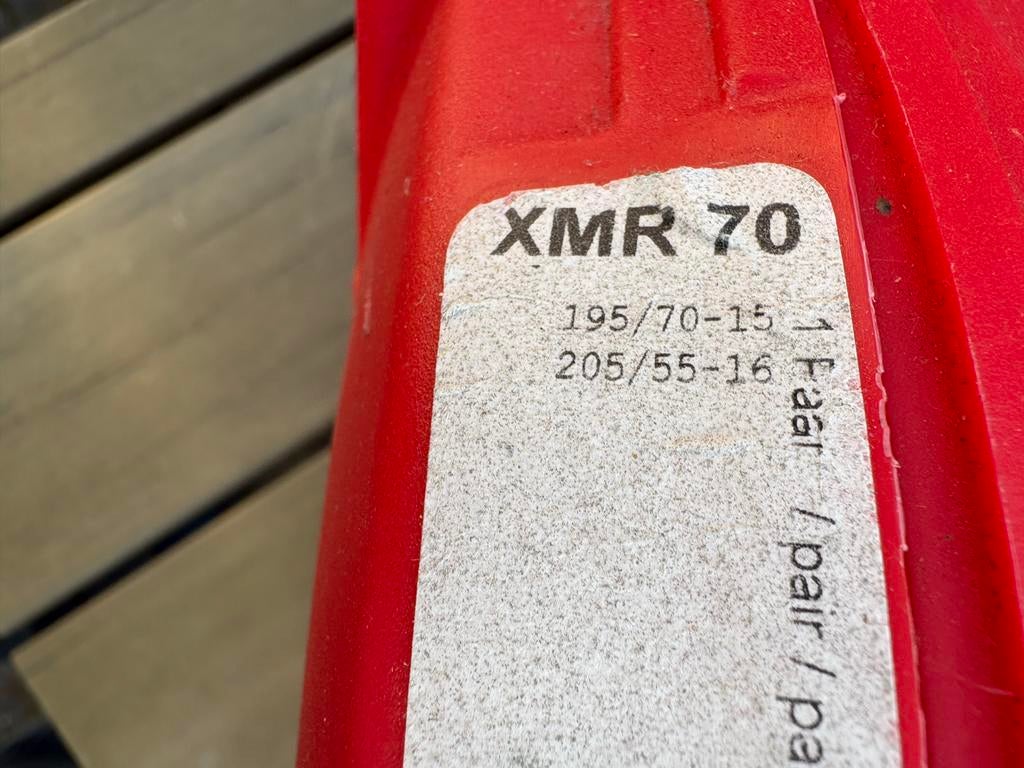 XMR 70
195/70-15
205/55-16
1 Paar / pair / pa